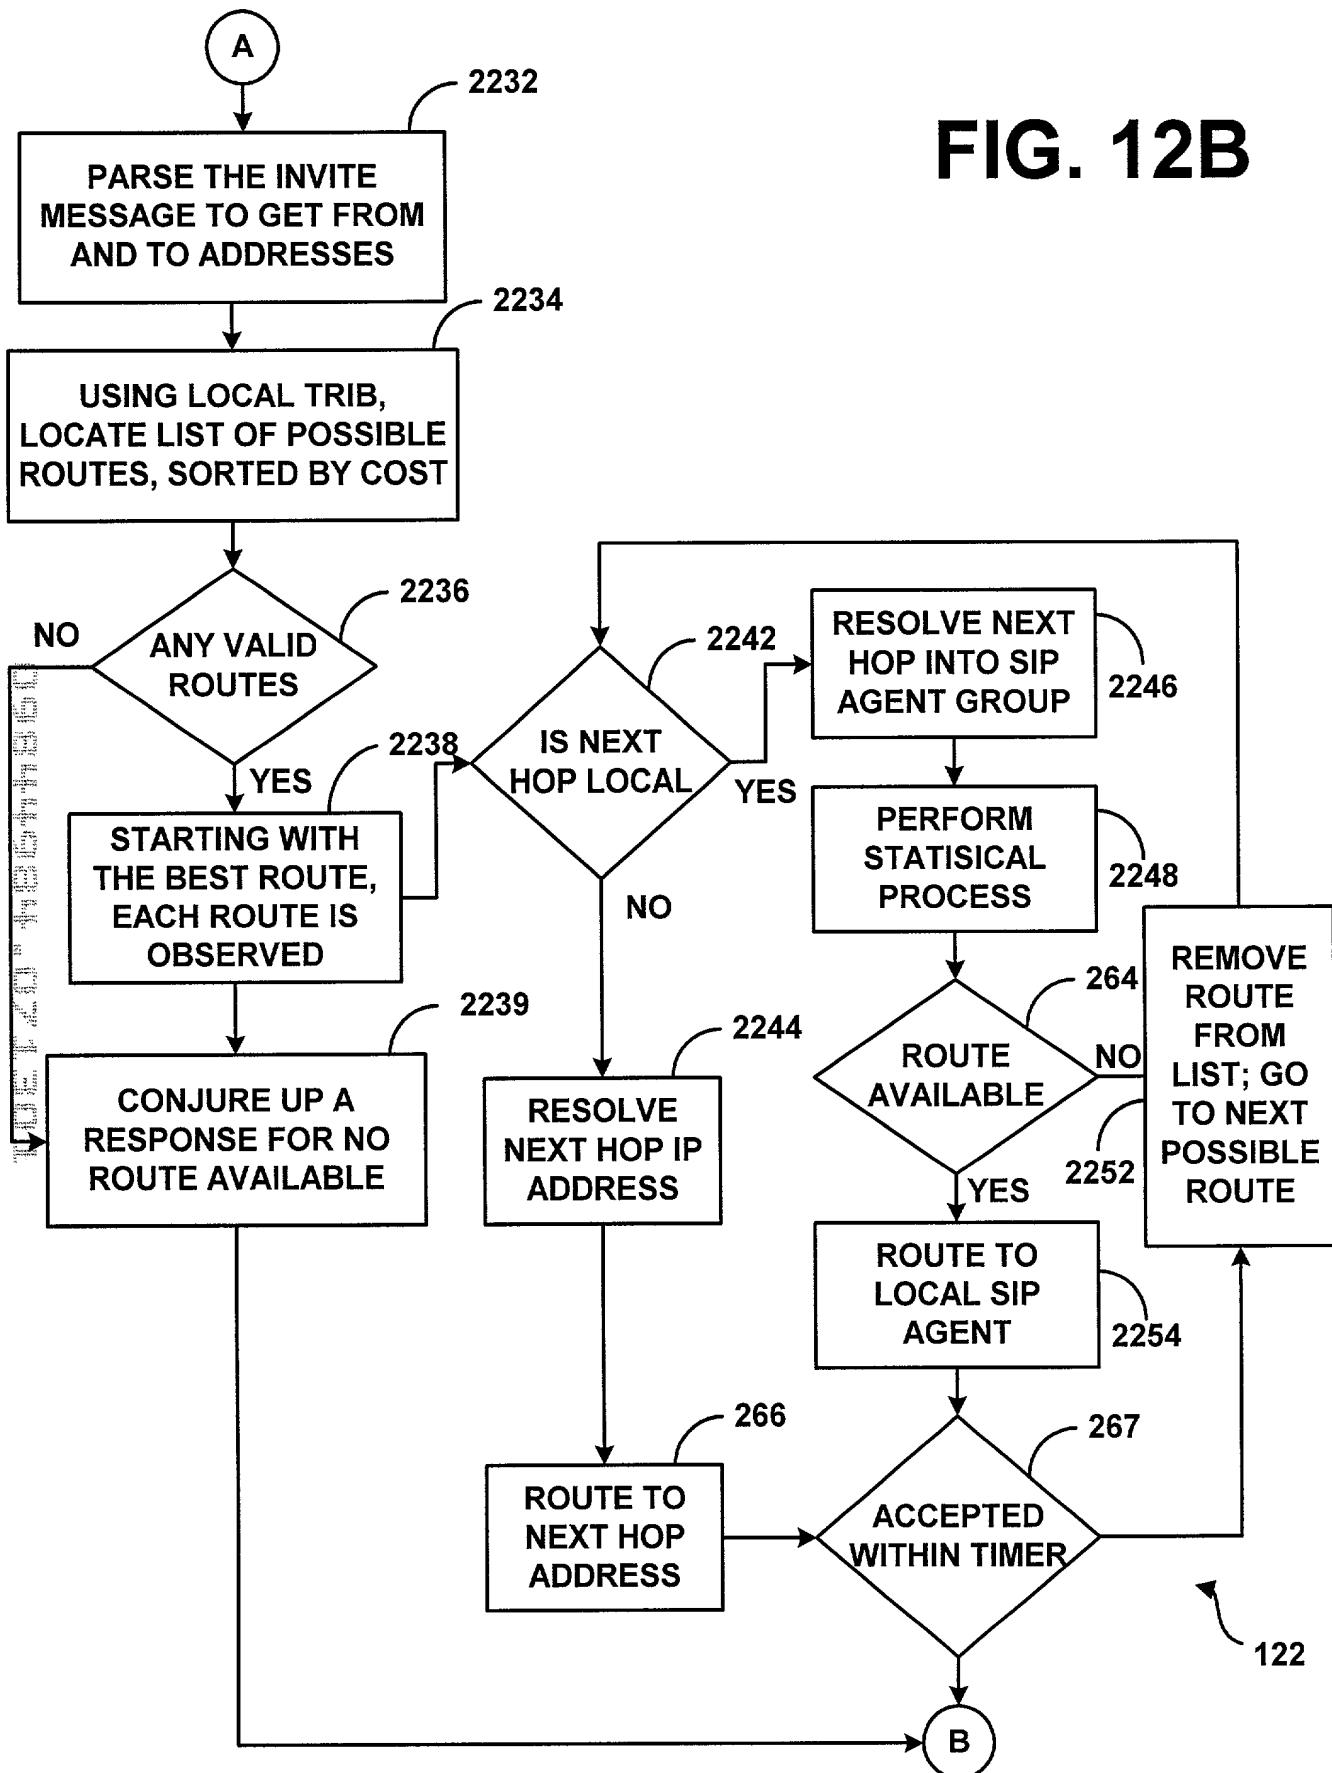 A
2232
FIG. 12B
PARSE THE INVITE
MESSAGE TO GET FROM
AND TO ADDRESSES
2234
USING LOCAL TRIB,
LOCATE LIST OF POSSIBLE
ROUTES, SORTED BY COST
2236
NO
ANY VALID
ROUTES
YES
2238
STARTING WITH
THE BEST ROUTE,
EACH ROUTE IS
OBSERVED
2239
CONJURE UP A
RESPONSE FOR NO
ROUTE AVAILABLE
2242
IS NEXT
HOP LOCAL
YES
NO
2244
RESOLVE
NEXT HOP IP
ADDRESS
266
ROUTE TO
NEXT HOP
ADDRESS
RESOLVE NEXT
HOP INTO SIP
AGENT GROUP
2246
PERFORM
STATISICAL
PROCESS
2248
264
ROUTE
AVAILABLE
NO
YES
2252
REMOVE
ROUTE
FROM
LIST; GO
TO NEXT
POSSIBLE
ROUTE
ROUTE TO
LOCAL SIP
AGENT
2254
267
ACCEPTED
WITHIN TIMER
122
B